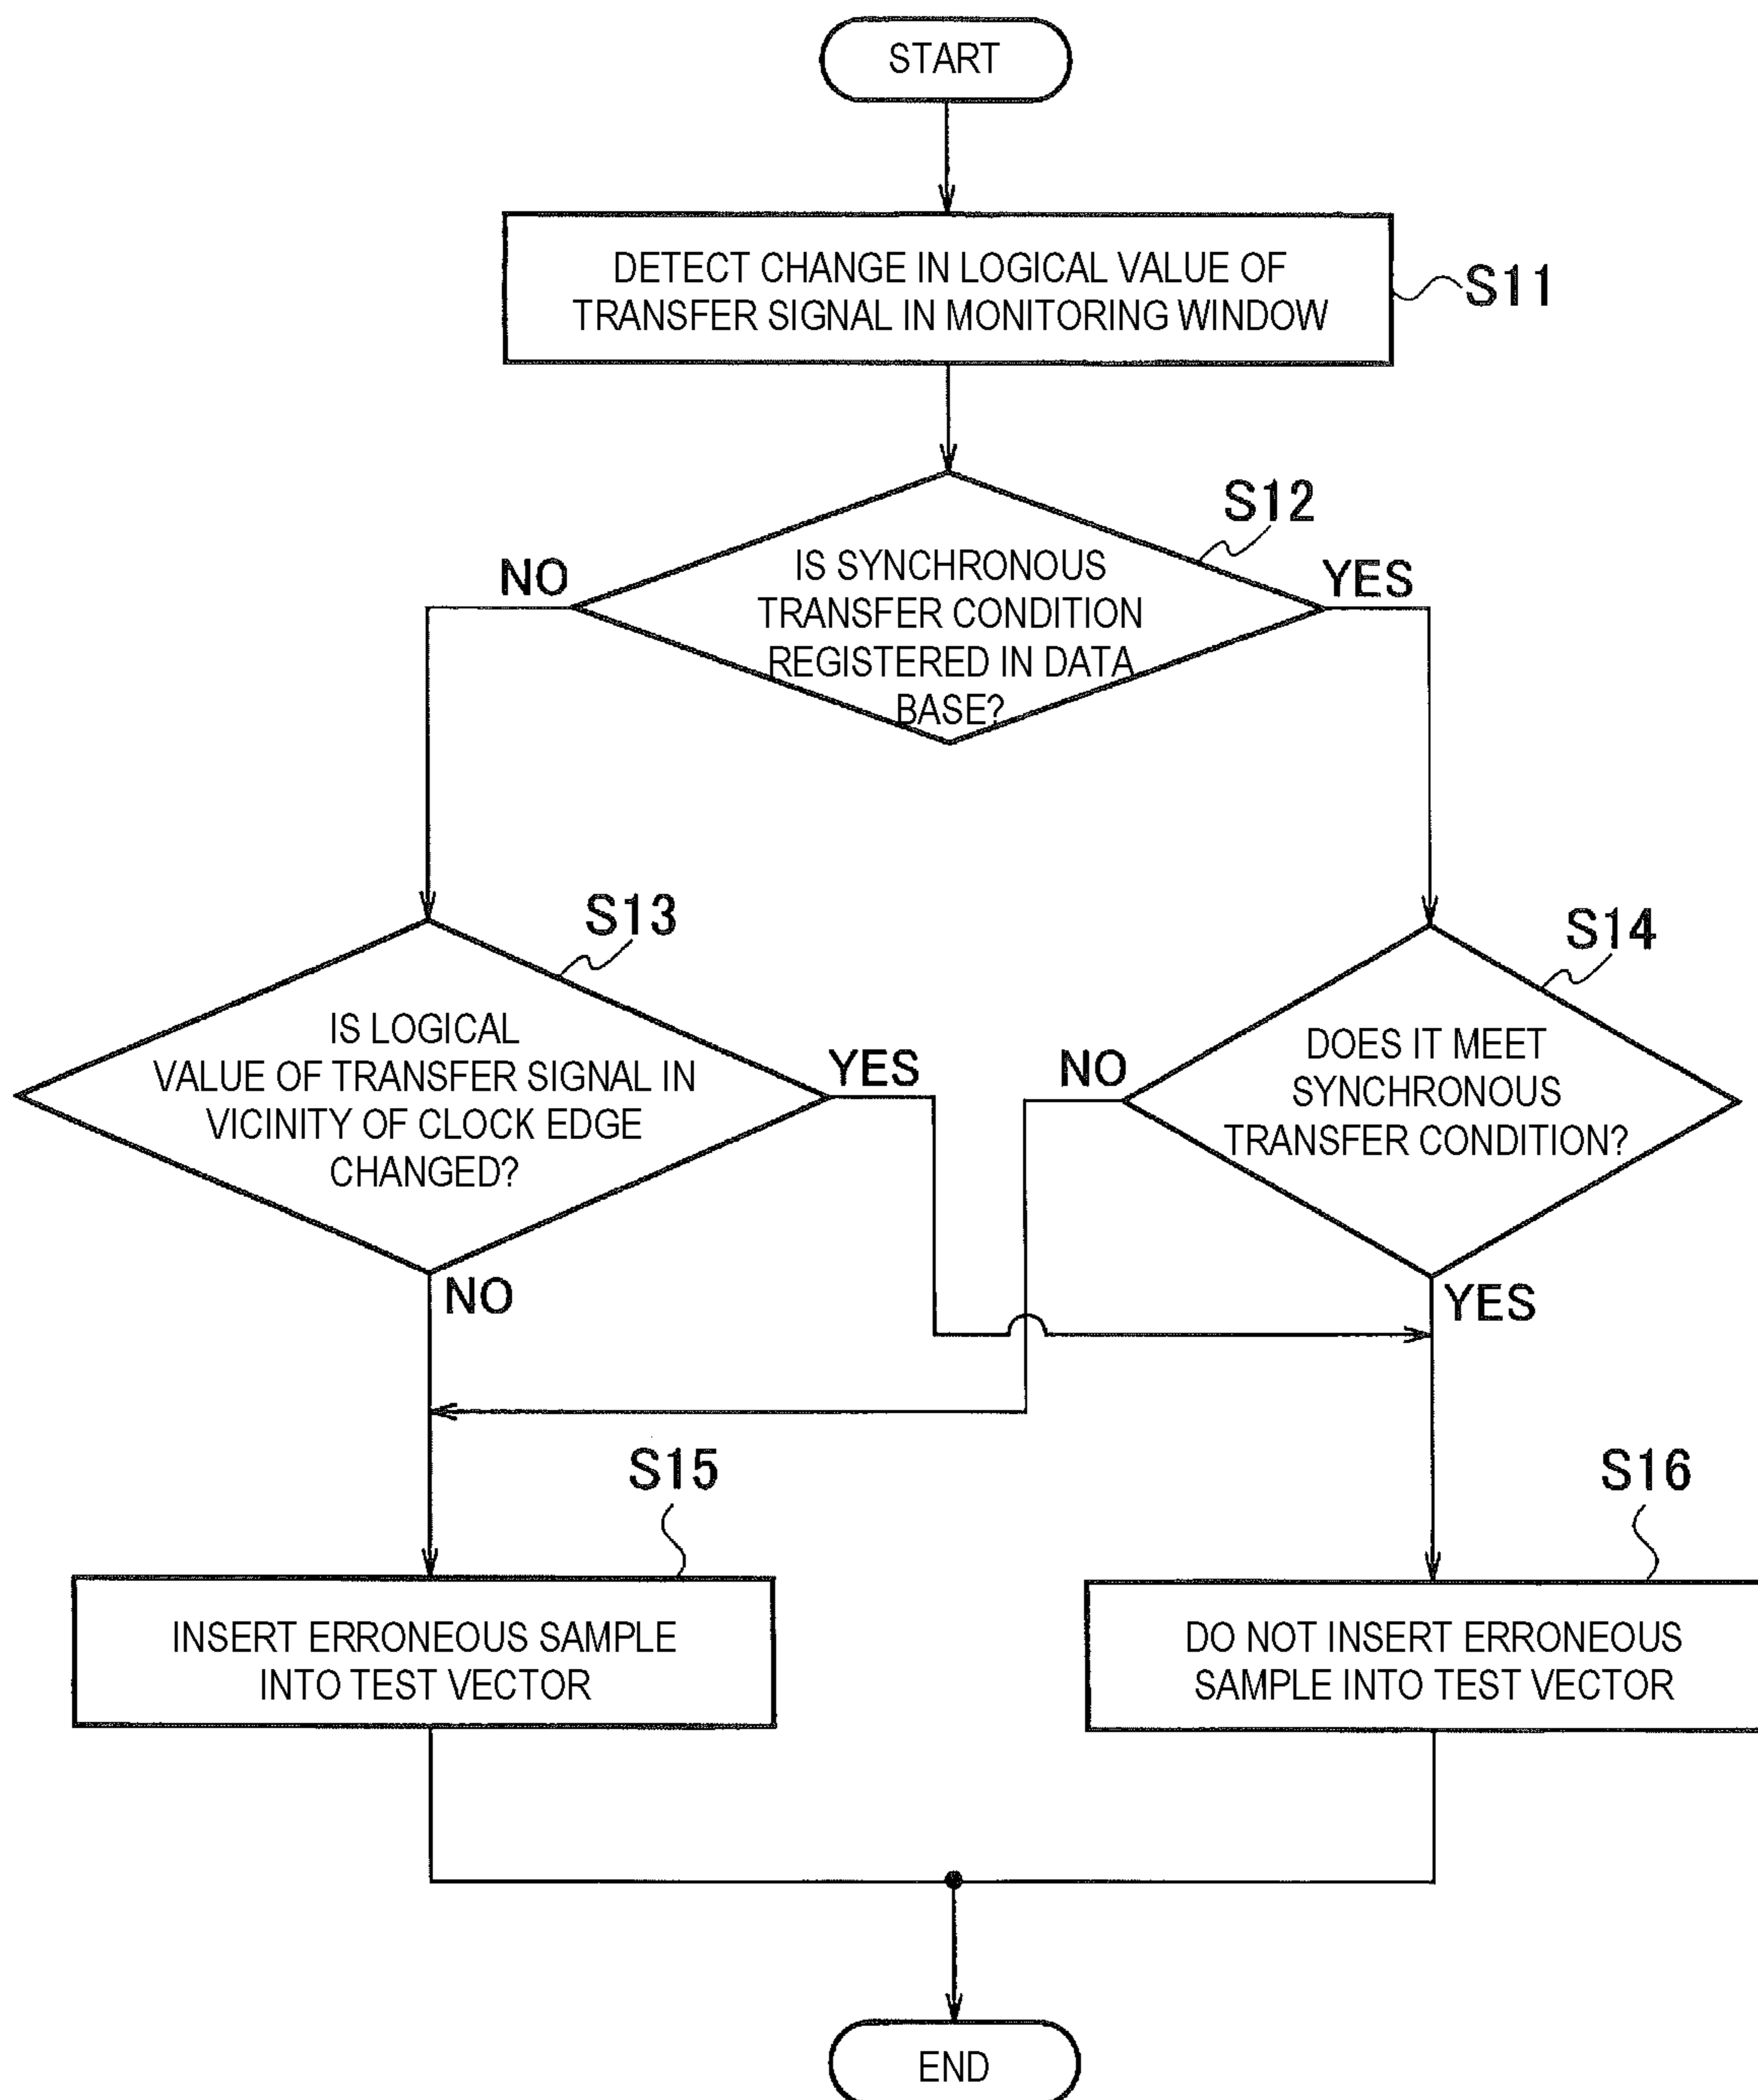 START
DETECT CHANGE IN LOGICAL VALUE OF
TRANSFER SIGNAL IN MONITORING WINDOW
S11
S12
NO
YES
IS SYNCHRONOUS
TRANSFER CONDITION
REGISTERED IN DATA
BASE?
S13
S14
IS LOGICAL
VALUE OF TRANSFER SIGNAL IN
VICINITY OF CLOCK EDGE
CHANGED?
YES
NO
NO
DOES IT MEET
SYNCHRONOUS
TRANSFER CONDITION?
YES
S15
S16
INSERT ERRONEOUS SAMPLE
INTO TEST VECTOR
DO NOT INSERT ERRONEOUS
SAMPLE INTO TEST VECTOR
END